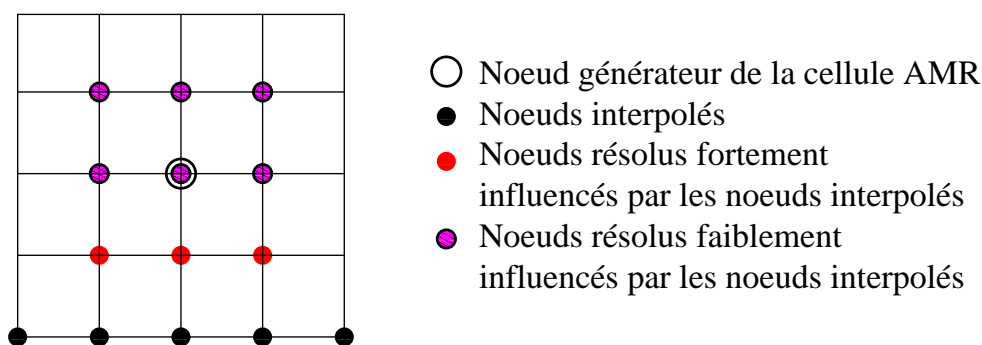 Noeud générateur de la cellule AMR
Noeuds interpolés
Noeuds résolus fortement
influencés par les noeuds interpolés
Noeuds résolus faiblement
influencés par les noeuds interpolés